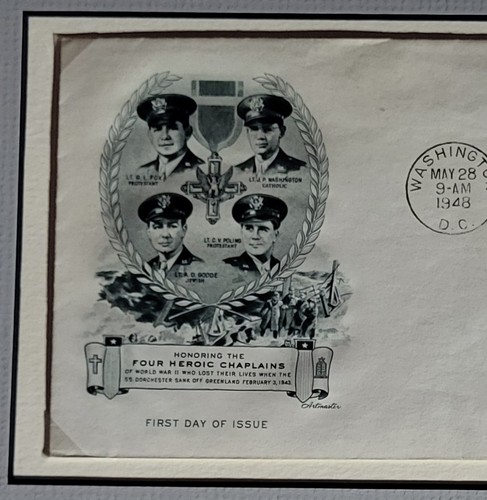 LT. G. L. FOX
PROTESTANT
LT. J. P. WASHINGTON
CATHOLIC
LT. C. V. POLING
PROTESTANT
LT. A. D. GOODE
JEWISH
HONORING THE
FOUR HEROIC CHAPLAINS
OF WORLD WAR II WHO LOST THEIR LIVES WHEN THE
SS DORCHESTER SANK OFF GREENLAND FEBRUARY 3, 1943.
Artmaster
FIRST DAY OF ISSUE
WASHINGT
MAY 28
9-AM
1948
D.C.